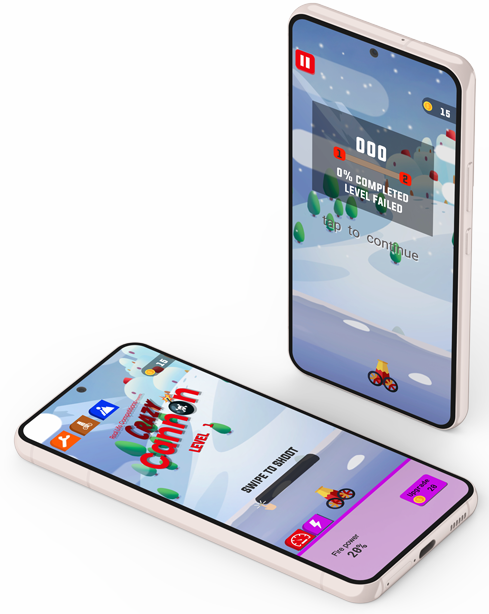 15
000
1 2
0% COMPLETED
LEVEL FAILED
tap to continue
15
CRAZY
cannon
LEVEL 1
SWIPE TO SHOOT
Fire power
20%
Upgrade
20